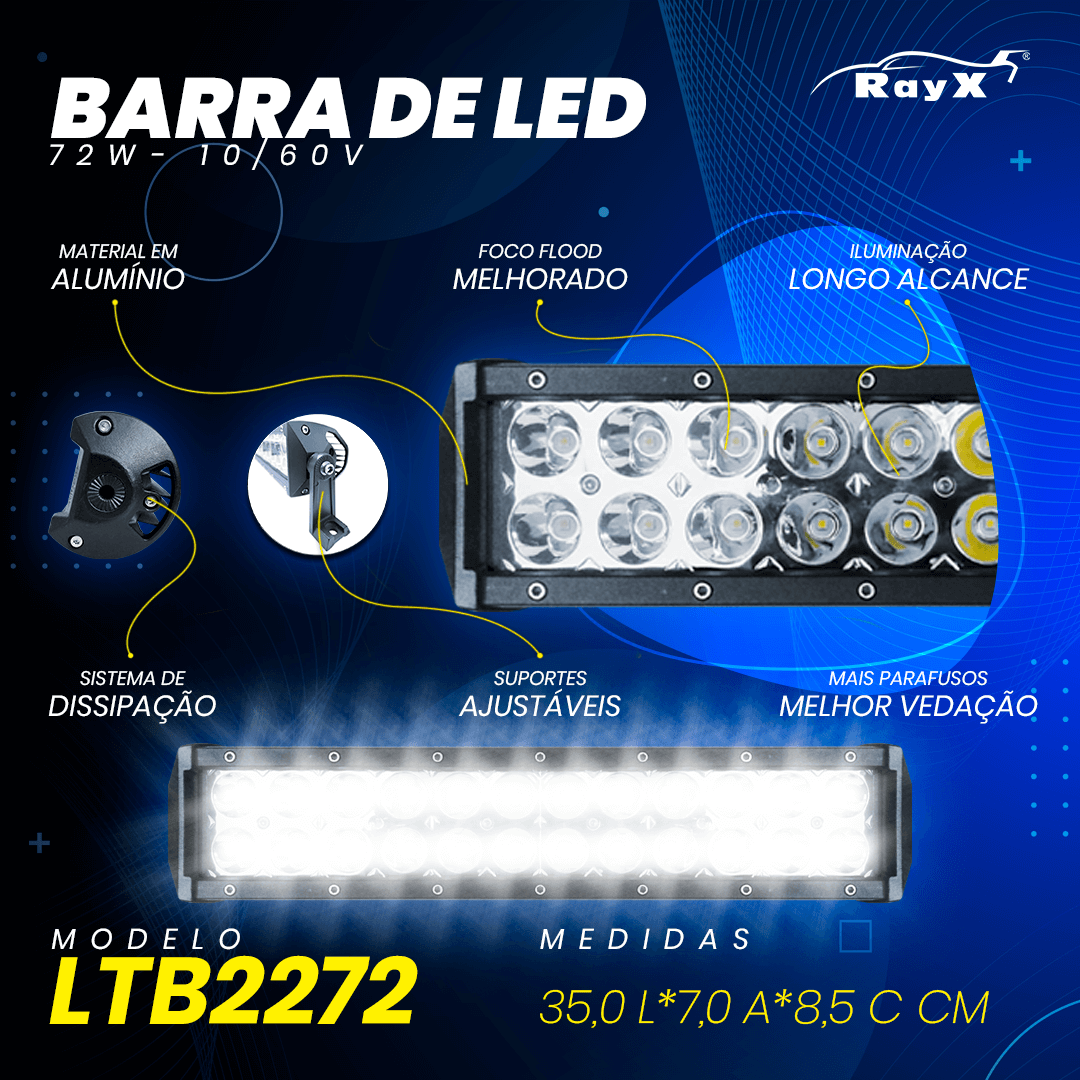 BARRA DE LED
72W- 10/60V
RayX®
MATERIAL EM
ALUMÍNIO
FOCO FLOOD
MELHORADO
ILUMINAÇÃO
LONGO ALCANCE
SISTEMA DE
DISSIPAÇÃO
SUPORTES
AJUSTÁVEIS
MAIS PARAFUSOS
MELHOR VEDAÇÃO
MODELO
LTB2272
MEDIDAS
35,0 L*7,0 A*8,5 C CM